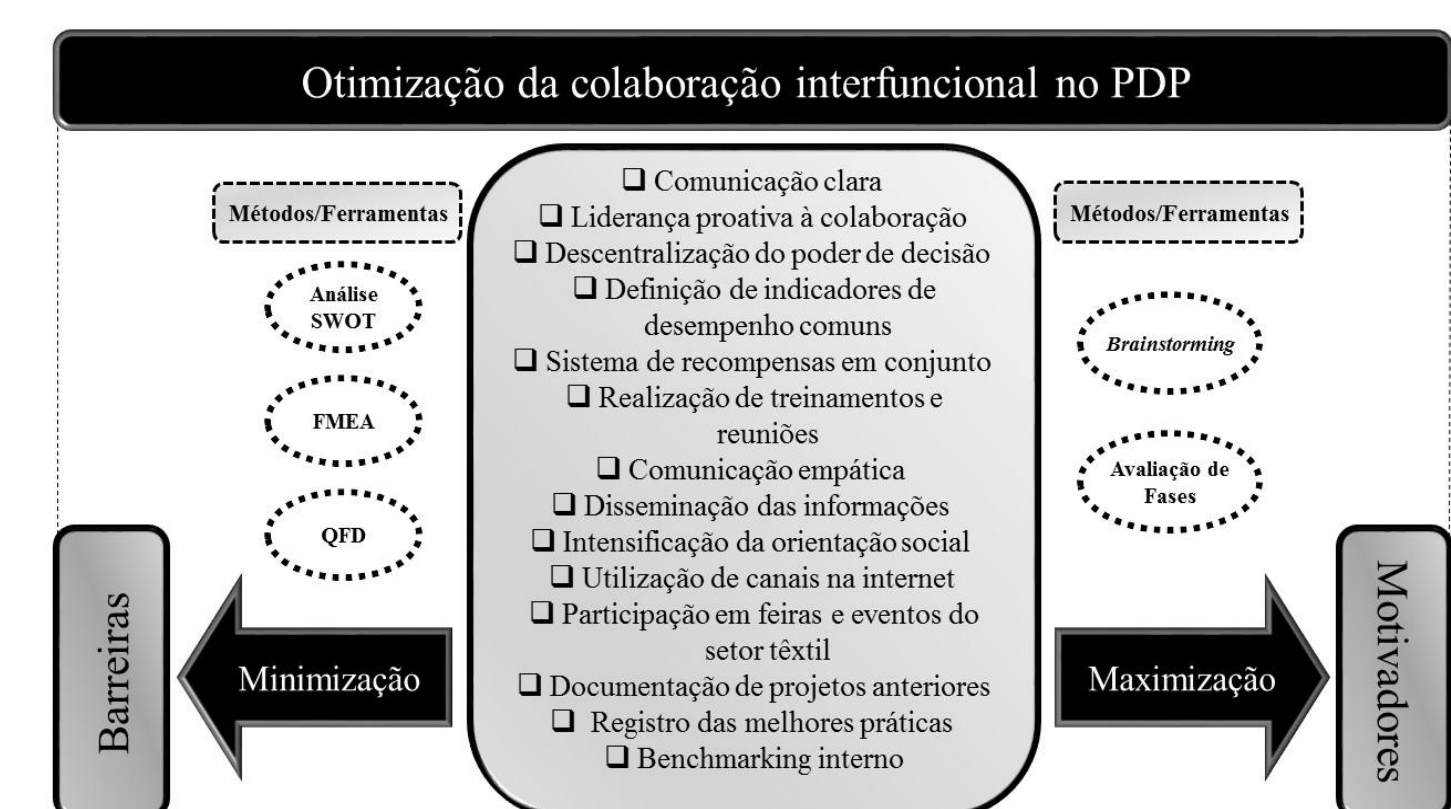 Otimização da colaboração interfuncional no PDP
Métodos/Ferramentas
Análise
SWOT
FMEA
QFD
Barreiras
Minimização
❑ Comunicação clara
❑ Liderança proativa à colaboração
❑ Descentralização do poder de decisão
❑ Definição de indicadores de
desempenho comuns
❑ Sistema de recompensas em conjunto
❑ Realização de treinamentos e
reuniões
❑ Comunicação empática
❑ Disseminação das informações
❑ Intensificação da orientação social
❑ Utilização de canais na internet
❑ Participação em feiras e eventos do
setor têxtil
❑ Documentação de projetos anteriores
❑ Registro das melhores práticas
❑ Benchmarking interno
Métodos/Ferramentas
Brainstorming
Avaliação de
Fases
Maximização
Motivadores